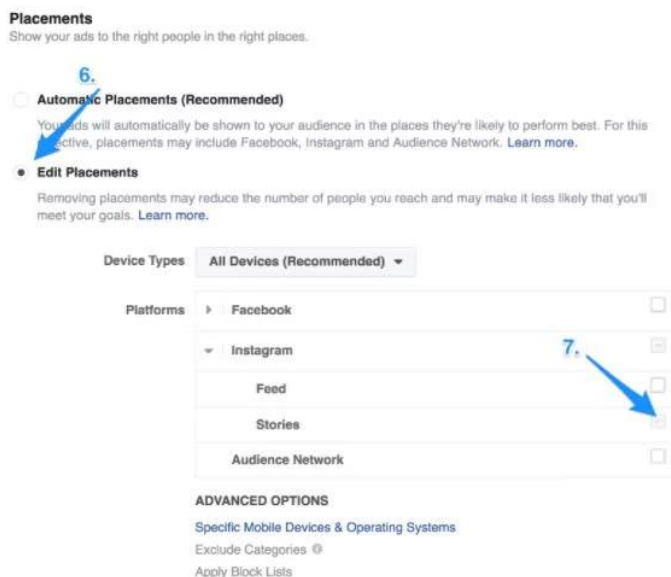 Placements
Show your ads to the right people in the right places.
6.
Automatic Placements (Recommended)
Your ads will automatically be shown to your audience in the places they're likely to perform best. For this
objective, placements may include Facebook, Instagram and Audience Network. Learn more.
Edit Placements
Removing placements may reduce the number of people you reach and may make it less likely that you'll
meet your goals. Learn more.
Device Types All Devices (Recommended)
Platforms Facebook
Instagram
7.
Feed
Stories
Audience Network
ADVANCED OPTIONS
Specific Mobile Devices & Operating Systems
Exclude Categories
Apply Block Lists